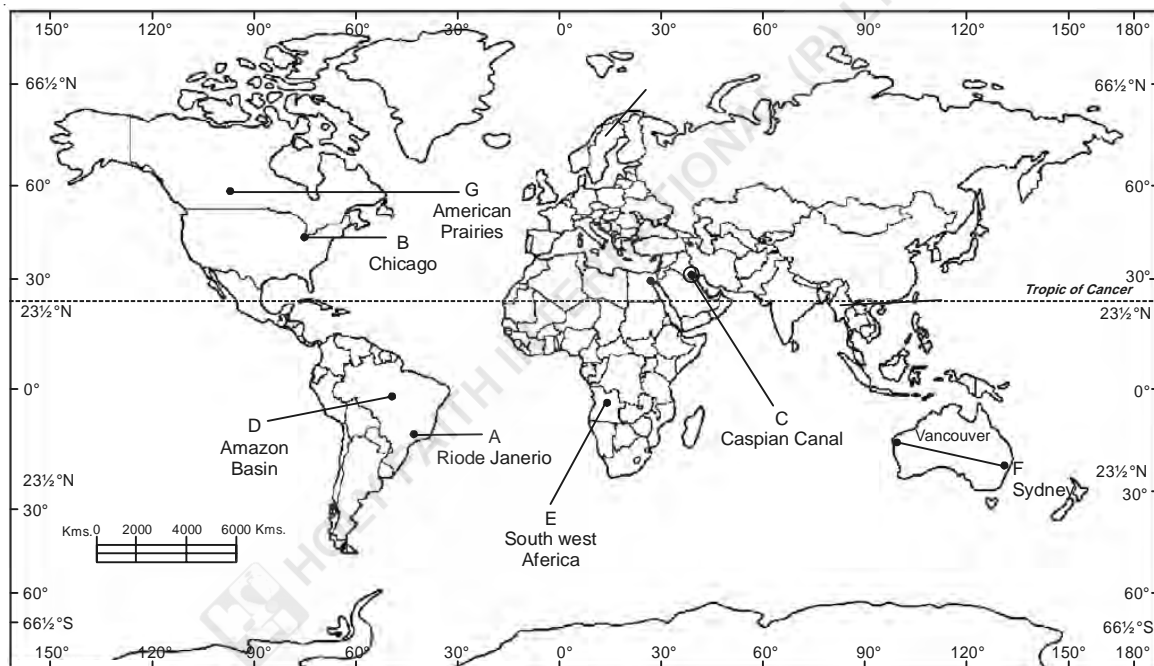 150° 120° 90° 60° 30° 0° 30° 60° 90° 120° 150° 180°
66½°N 66½°N
60° 60°
G
American
Prairies
B
Chicago
30° 30°
Tropic of Cancer
23½°N 23½°N
0° 0°
D
Amazon
Basin
A
Riode Janerio
C
Caspian Canal
Vancouver
F
Sydney
23½°N 23½°N
30° 30°
E
South west
Aferica
Kms. 0 2000 4000 6000 Kms.
60° 60°
66½°S 66½°S
150° 120° 90° 60° 30° 0° 30° 60° 90° 120° 150° 180°